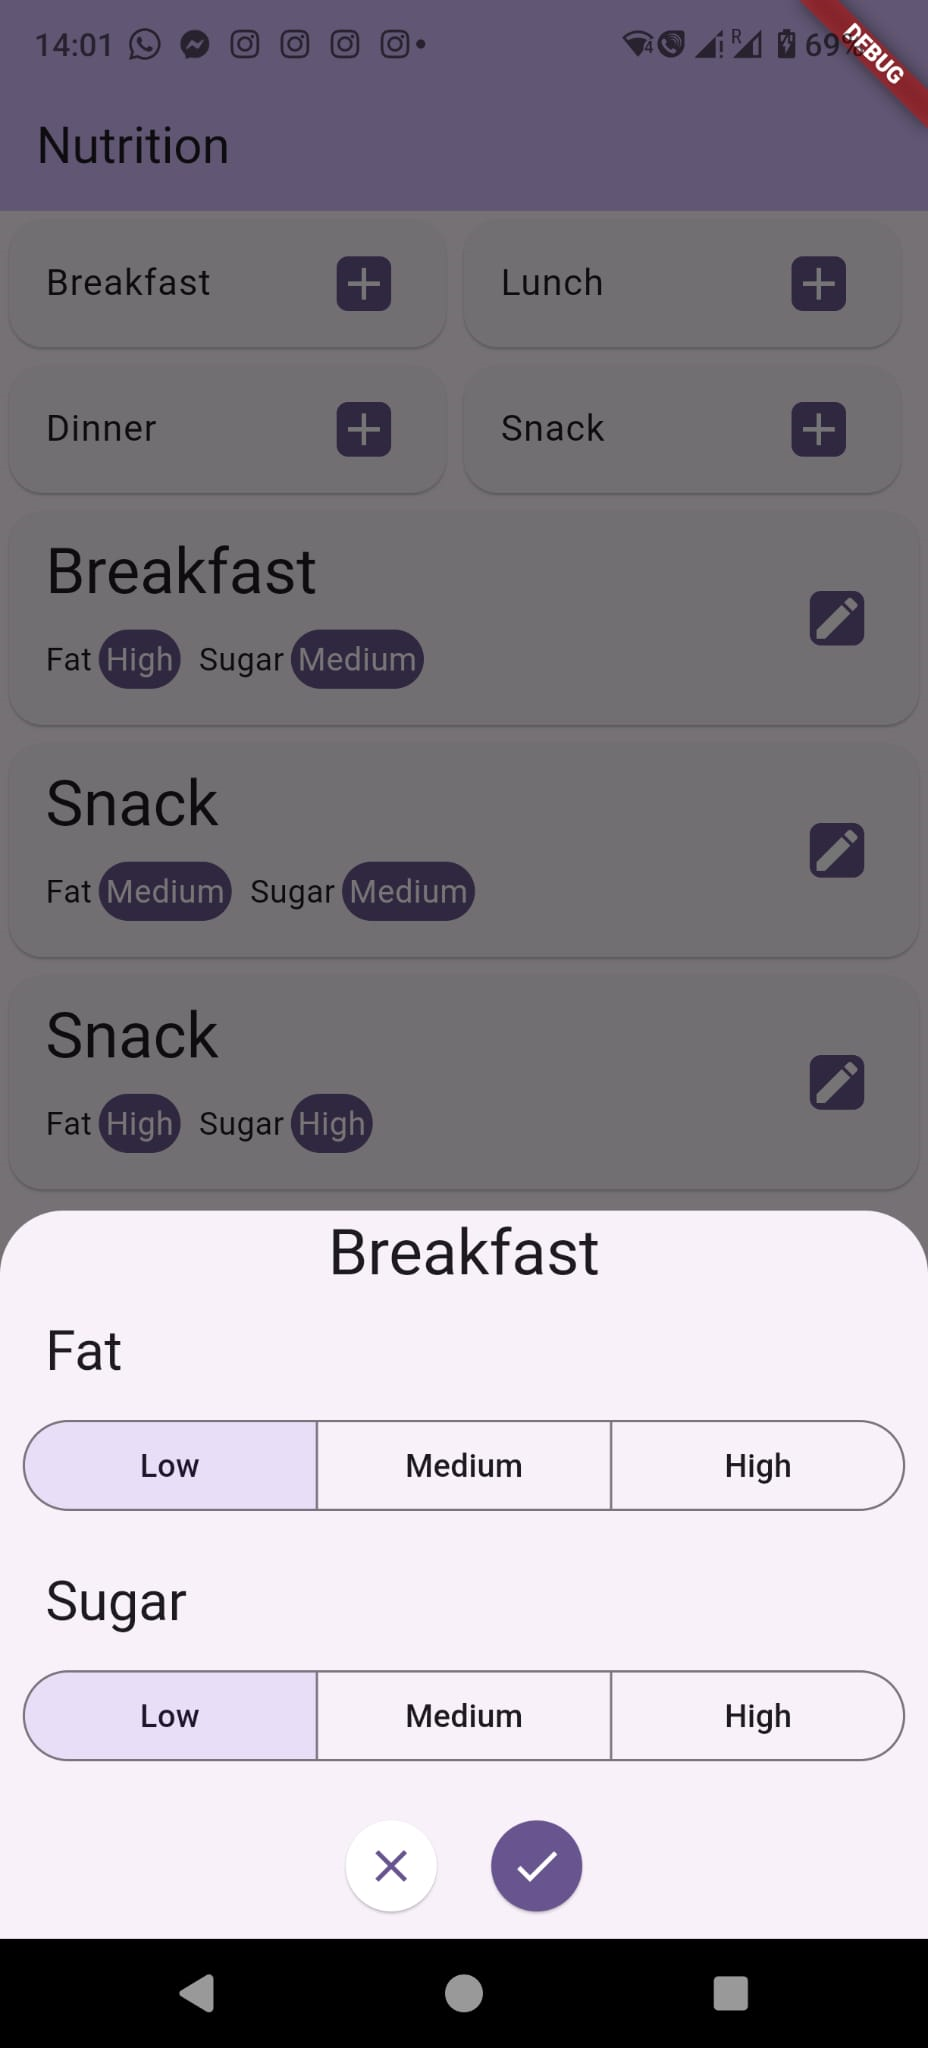 14:01 4 R 69%
DEBUG
Nutrition
Breakfast Lunch
Dinner Snack
Breakfast
Fat High Sugar Medium
Snack
Fat Medium Sugar Medium
Snack
Fat High Sugar High
Breakfast
Fat
Low Medium High
Sugar
Low Medium High